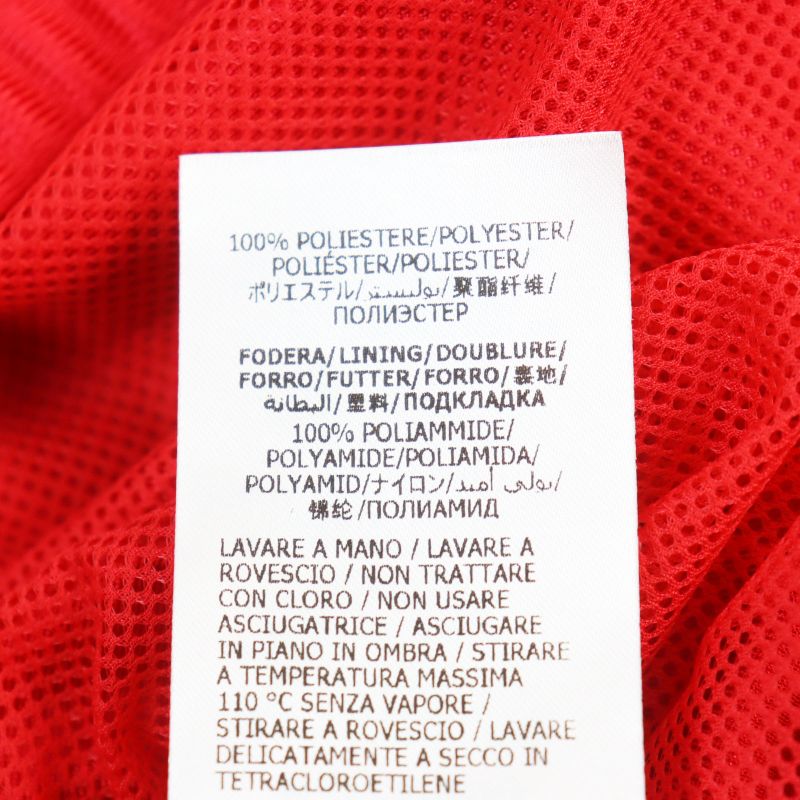 100% POLIESTERE/POLYESTER/
POLIÉSTER/POLIESTER/
ポリエステル/بوليستر/聚酯纤维/
ПОЛИЭСТЕР
FODERA/LINING/DOUBLURE/
FORRO/FUTTER/FORRO/裏地/
البطانة/里料/ПОДКЛАДКА
100% POLIAMMIDE/
POLYAMIDE/POLIAMIDA/
POLYAMID/ナイロン/بولي أميد/
锦纶/ПОЛИАМИД
LAVARE A MANO / LAVARE A
ROVESCIO / NON TRATTARE
CON CLORO / NON USARE
ASCIUGATRICE / ASCIUGARE
IN PIANO IN OMBRA / STIRARE
A TEMPERATURA MASSIMA
110 °C SENZA VAPORE /
STIRARE A ROVESCIO / LAVARE
DELICATAMENTE A SECCO IN
TETRACLOROETILENE